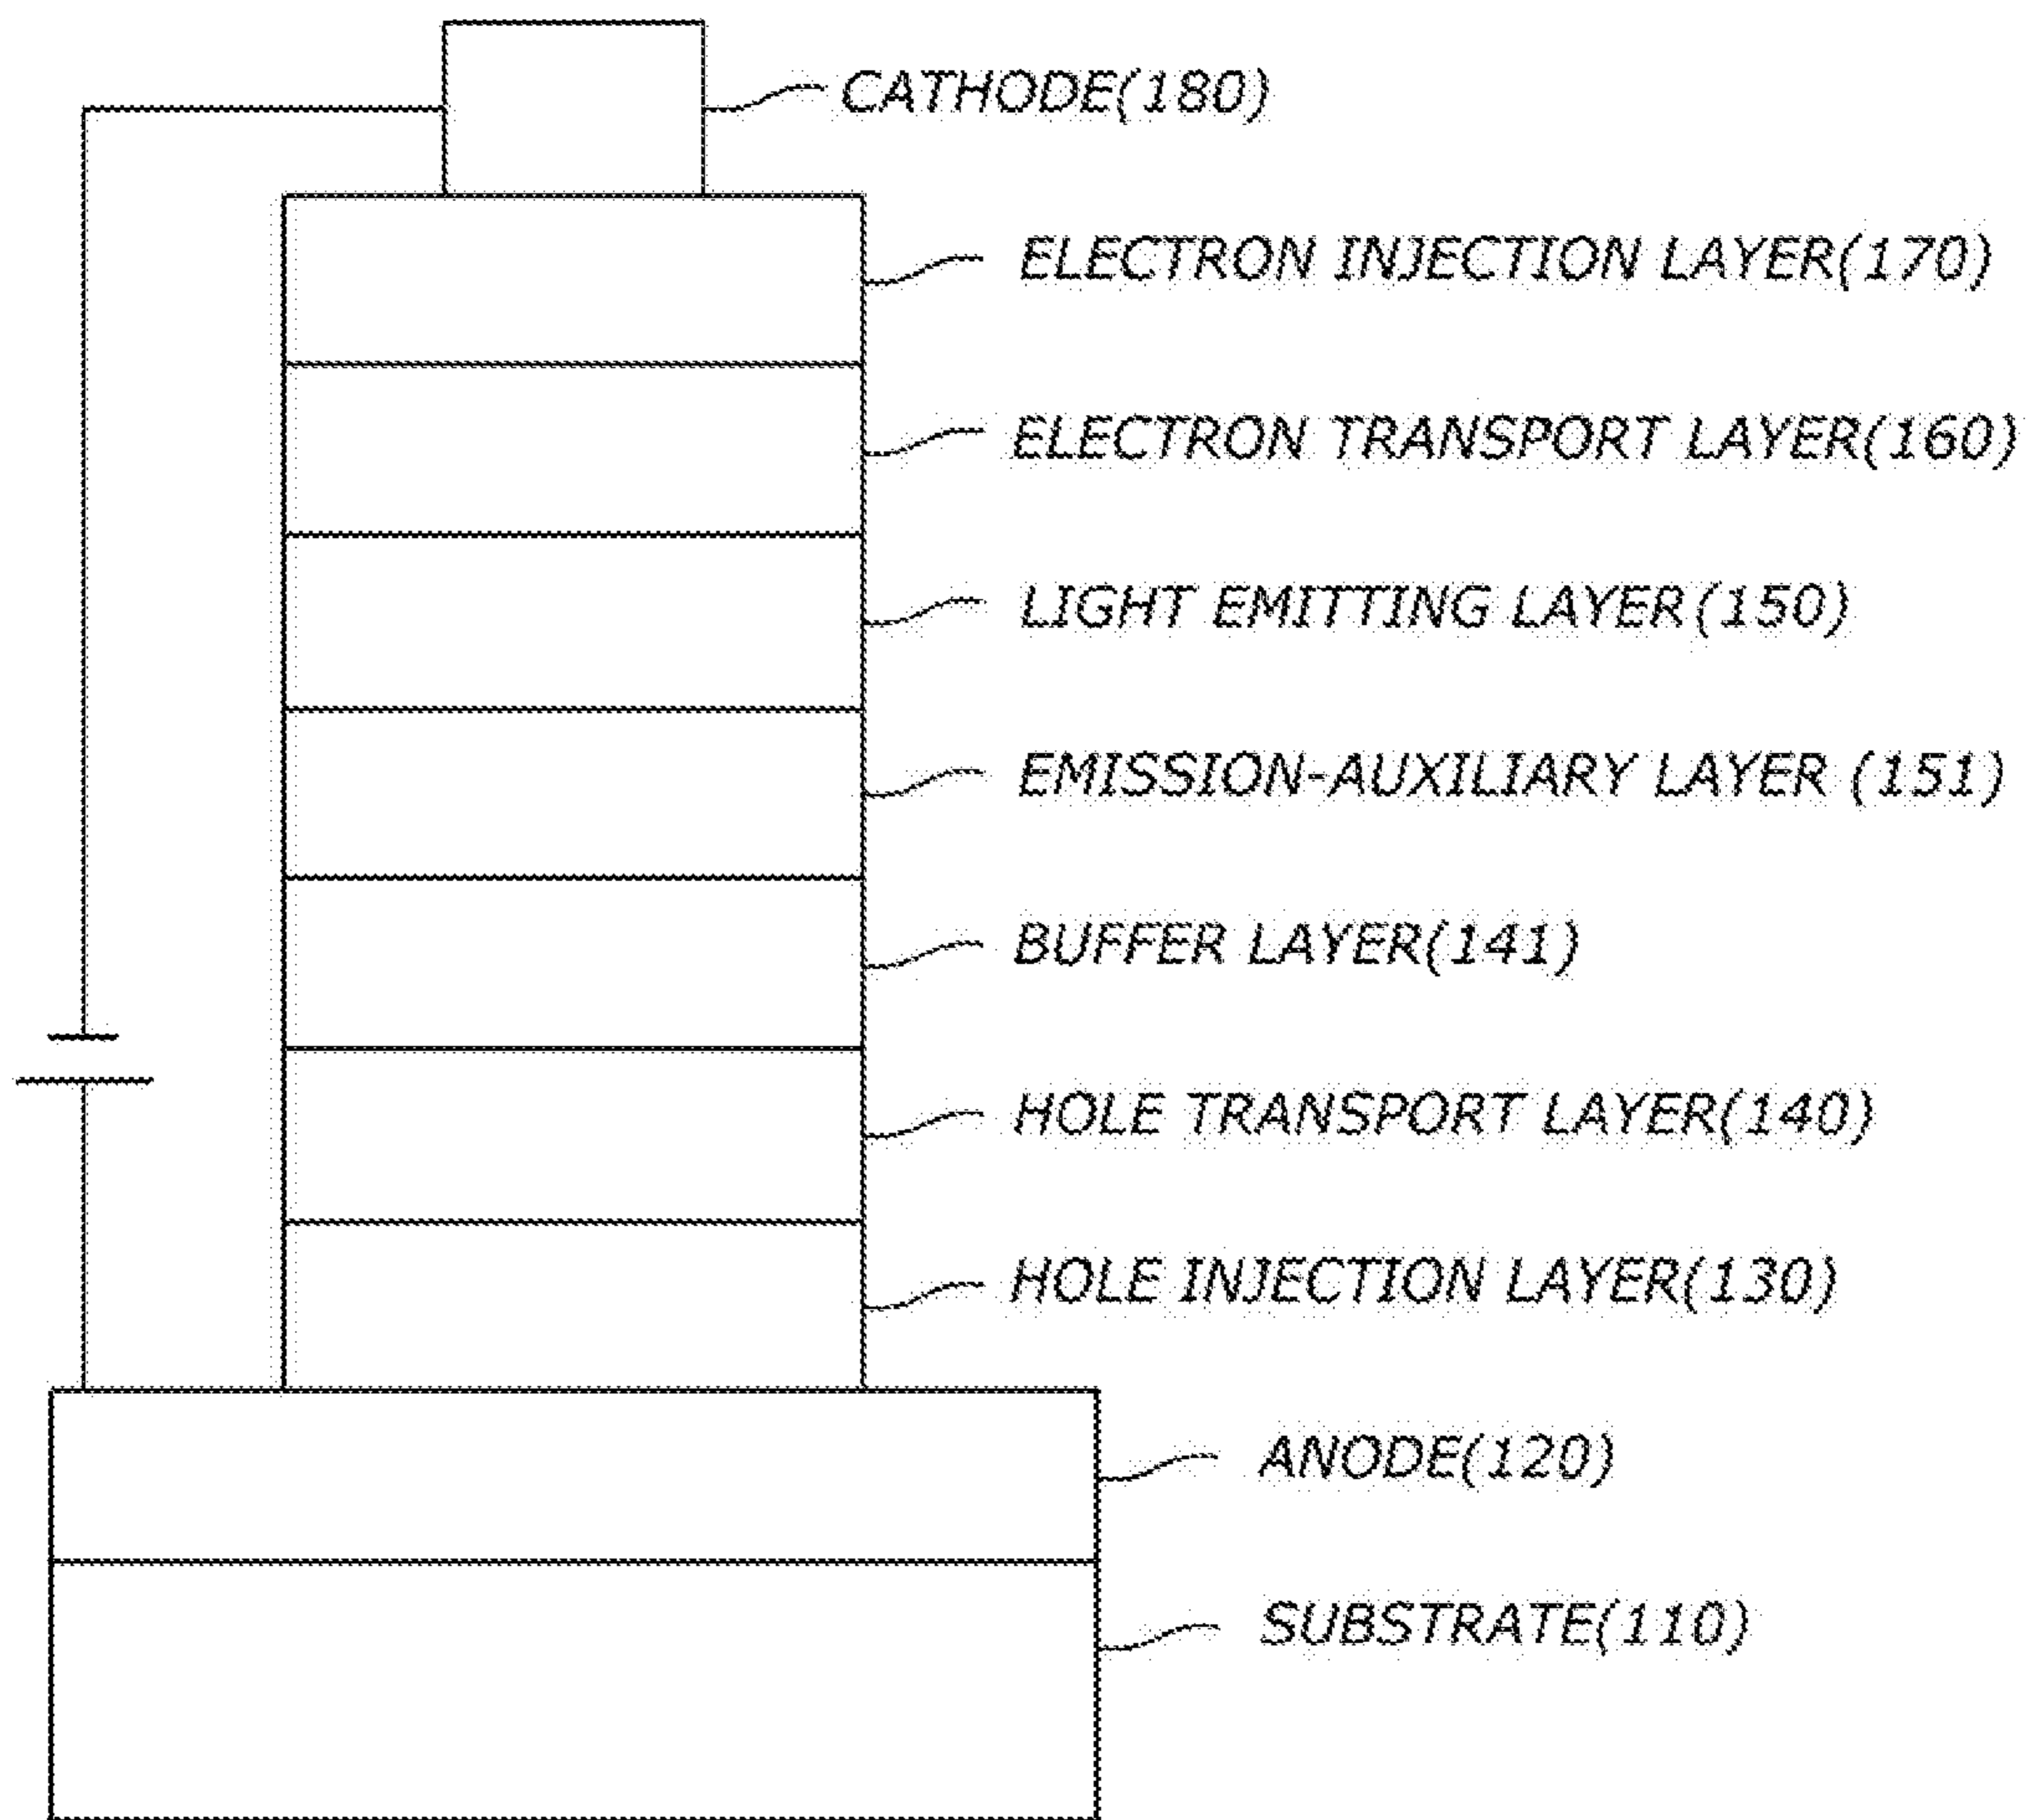 CATHODE(180)
ELECTRON INJECTION LAYER(170)
ELECTRON TRANSPORT LAYER(160)
LIGHT EMITTING LAYER(150)
EMISSION-AUXILIARY LAYER (151)
BUFFER LAYER(141)
HOLE TRANSPORT LAYER(140)
HOLE INJECTION LAYER(130)
ANODE(120)
SUBSTRATE(110)